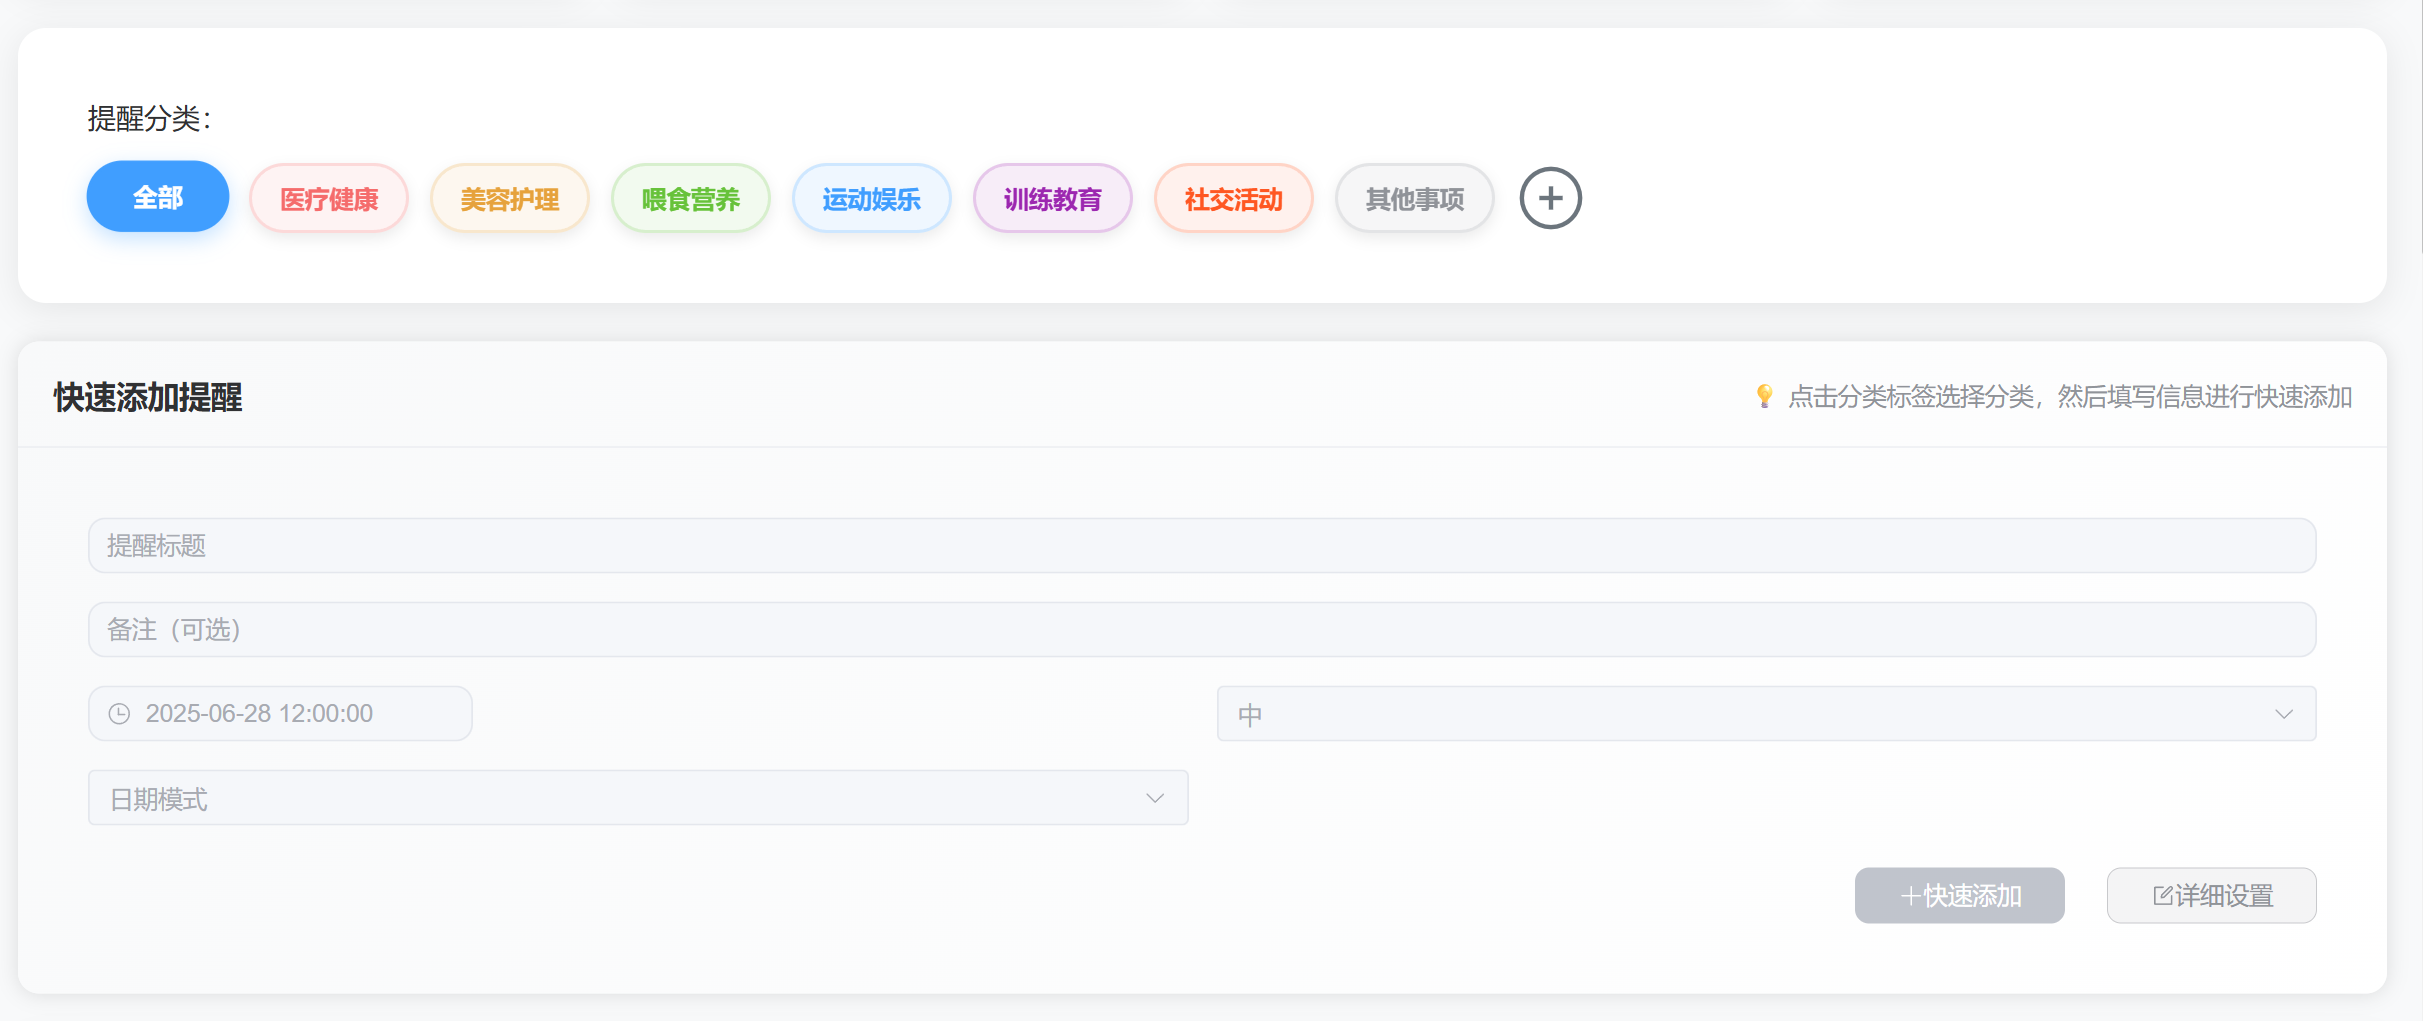 提醒分类：
全部 医疗健康 美容护理 喂食营养 运动娱乐 训练教育 社交活动 其他事项
快速添加提醒
点击分类标签选择分类，然后填写信息进行快速添加
提醒标题
备注（可选）
2025-06-28 12:00:00
中
日期模式
快速添加 详细设置